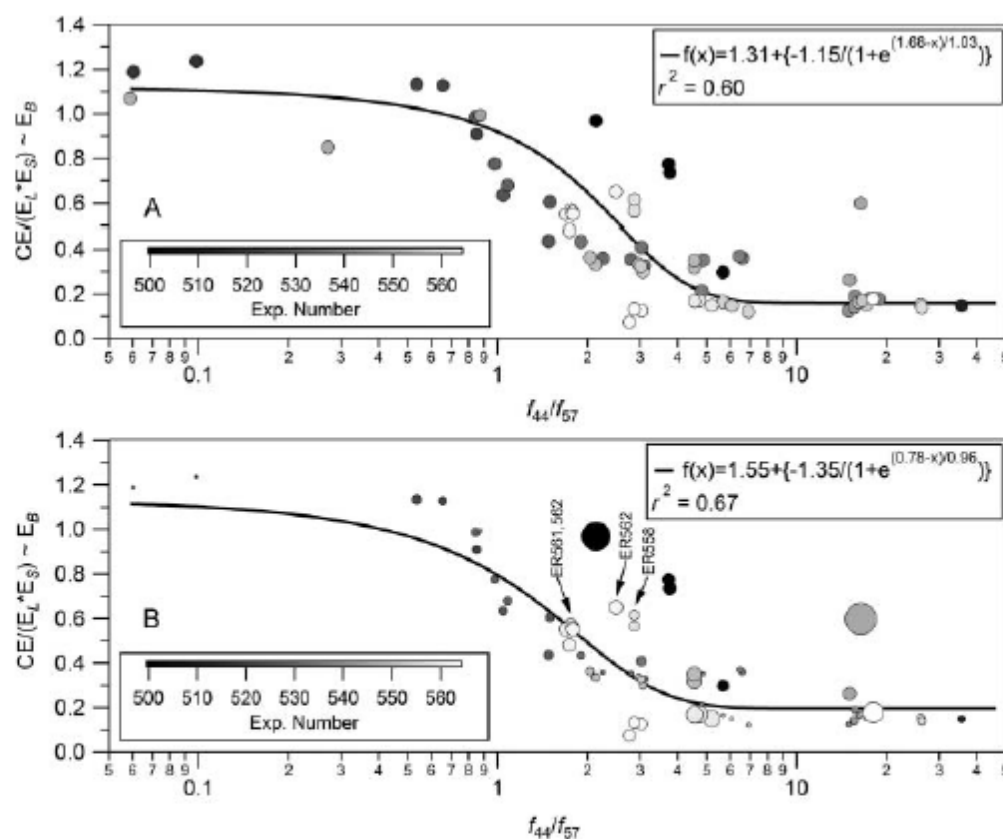 1.4
1.2
1.0
0.8
0.6
0.4
0.2
0.0
CE/(E_L*E_S) ~ E_B
f(x)=1.31+{-1.15/(1+e^(1.68-x)/1.03)}
r² = 0.60
A
500 510 520 530 540 550 560
Exp. Number
5 6 7 8 9 2 3 4 5 6 7 8 9 2 3 4 5 6 7 8 9 2 3 4 5
0.1 1 10
f44/f57
1.4
1.2
1.0
0.8
0.6
0.4
0.2
0.0
CE/(E_L*E_S) ~ E_B
f(x)=1.55+{-1.35/(1+e^(0.78-x)/0.96)}
r² = 0.67
ER561,562
ER562
ER558
B
500 510 520 530 540 550 560
Exp. Number
5 6 7 8 9 2 3 4 5 6 7 8 9 2 3 4 5 6 7 8 9 2 3 4 5
0.1 1 10
f44/f57